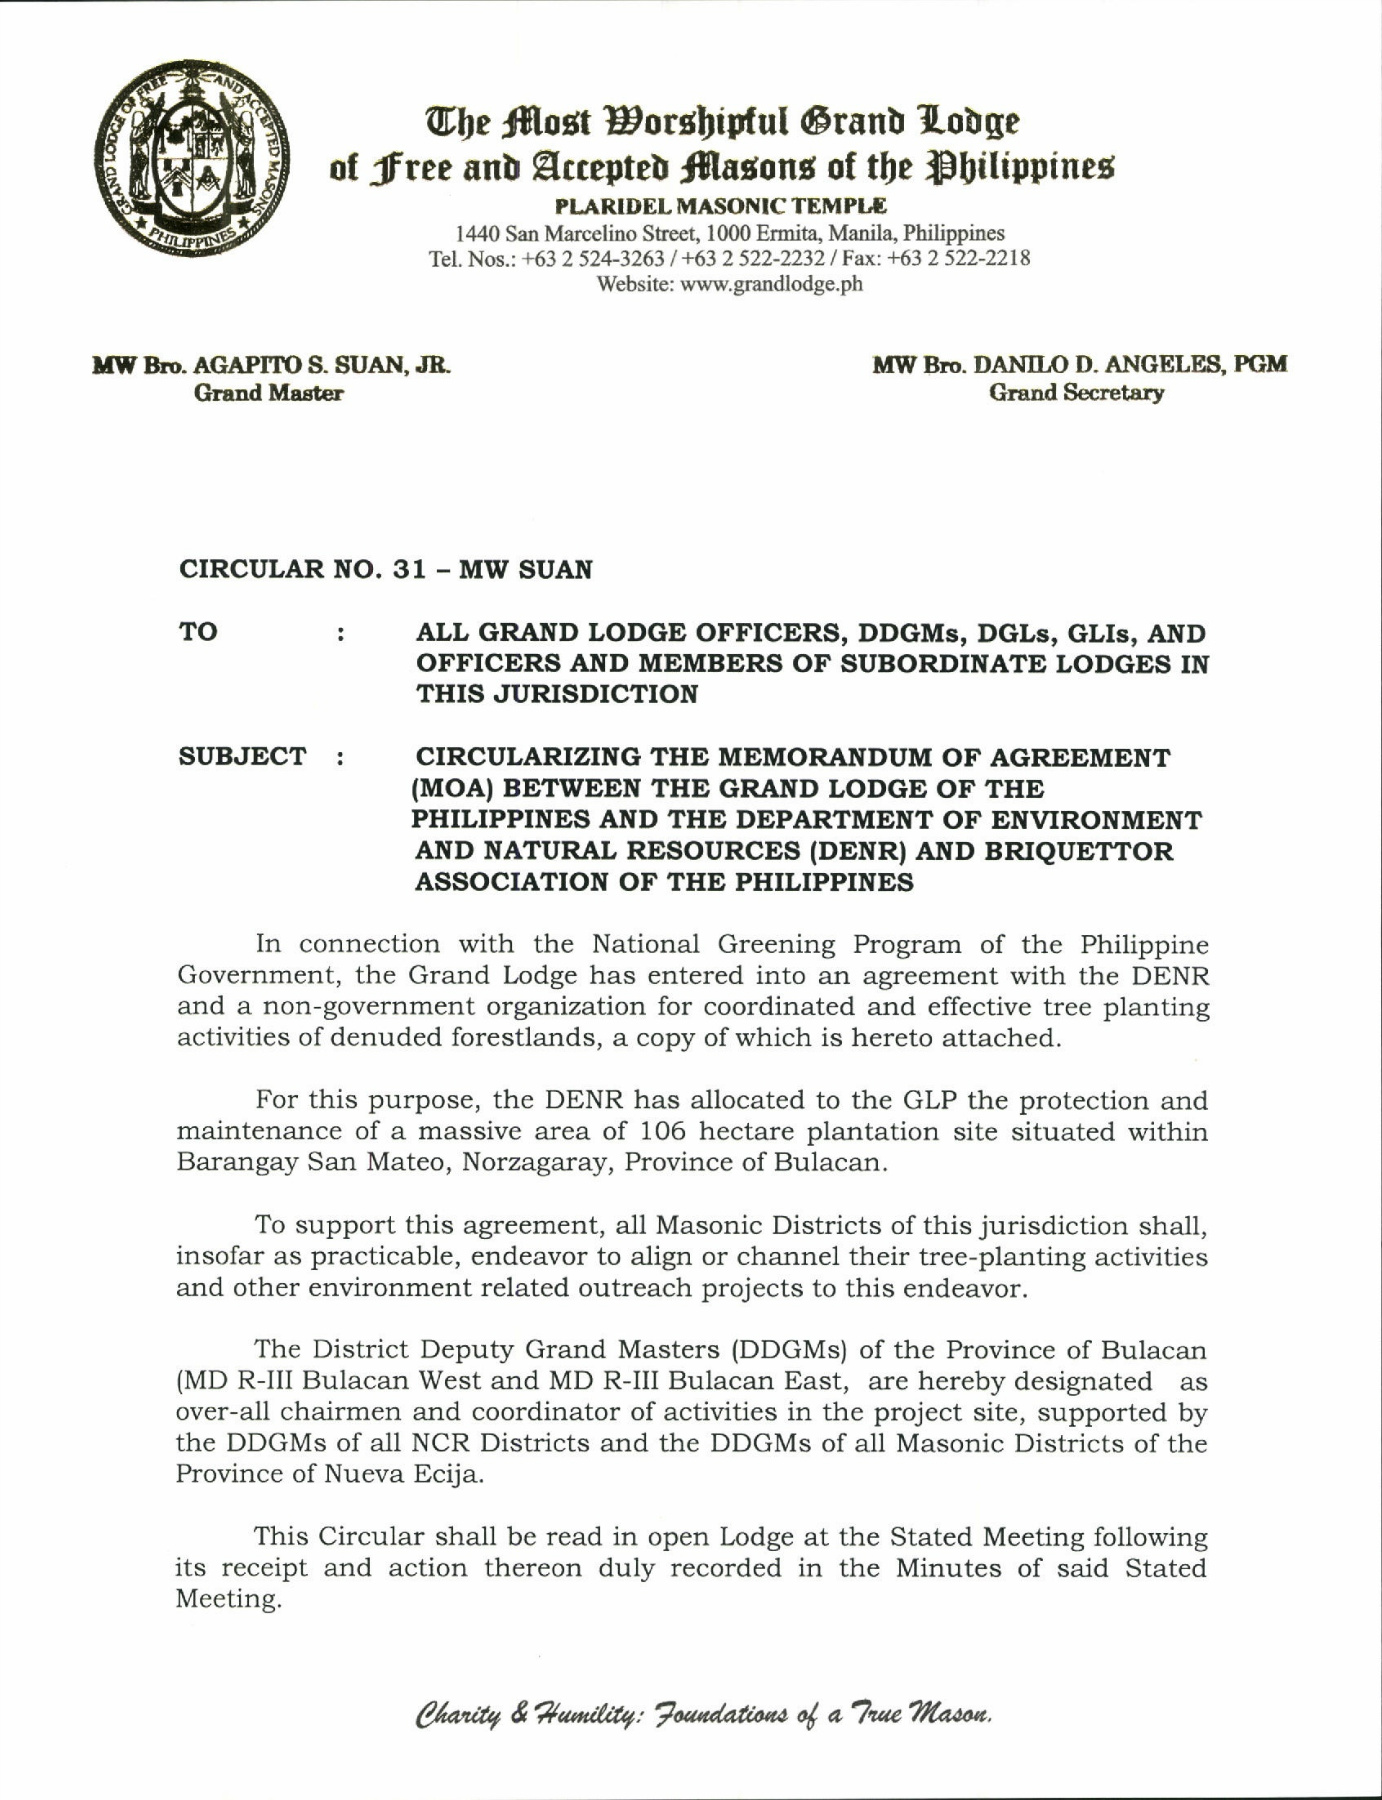 GRAND LODGE OF FREE AND ACCEPTED MASONS
PHILIPPINES
The Most Worshipful Grand Lodge
of Free and Accepted Masons of the Philippines
PLARIDEL MASONIC TEMPLE
1440 San Marcelino Street, 1000 Ermita, Manila, Philippines
Tel. Nos.: +63 2 524-3263 / +63 2 522-2232 / Fax: +63 2 522-2218
Website: www.grandlodge.ph
MW Bro. AGAPITO S. SUAN, JR.
Grand Master
MW Bro. DANILO D. ANGELES, PGM
Grand Secretary
CIRCULAR NO. 31 – MW SUAN
TO : ALL GRAND LODGE OFFICERS, DDGMs, DGLs, GLIs, AND
OFFICERS AND MEMBERS OF SUBORDINATE LODGES IN
THIS JURISDICTION
SUBJECT : CIRCULARIZING THE MEMORANDUM OF AGREEMENT
(MOA) BETWEEN THE GRAND LODGE OF THE
PHILIPPINES AND THE DEPARTMENT OF ENVIRONMENT
AND NATURAL RESOURCES (DENR) AND BRIQUETTOR
ASSOCIATION OF THE PHILIPPINES
In connection with the National Greening Program of the Philippine
Government, the Grand Lodge has entered into an agreement with the DENR
and a non-government organization for coordinated and effective tree planting
activities of denuded forestlands, a copy of which is hereto attached.
For this purpose, the DENR has allocated to the GLP the protection and
maintenance of a massive area of 106 hectare plantation site situated within
Barangay San Mateo, Norzagaray, Province of Bulacan.
To support this agreement, all Masonic Districts of this jurisdiction shall,
insofar as practicable, endeavor to align or channel their tree-planting activities
and other environment related outreach projects to this endeavor.
The District Deputy Grand Masters (DDGMs) of the Province of Bulacan
(MD R-III Bulacan West and MD R-III Bulacan East, are hereby designated as
over-all chairmen and coordinator of activities in the project site, supported by
the DDGMs of all NCR Districts and the DDGMs of all Masonic Districts of the
Province of Nueva Ecija.
This Circular shall be read in open Lodge at the Stated Meeting following
its receipt and action thereon duly recorded in the Minutes of said Stated
Meeting.
Charity & Humility: Foundations of a True Mason.